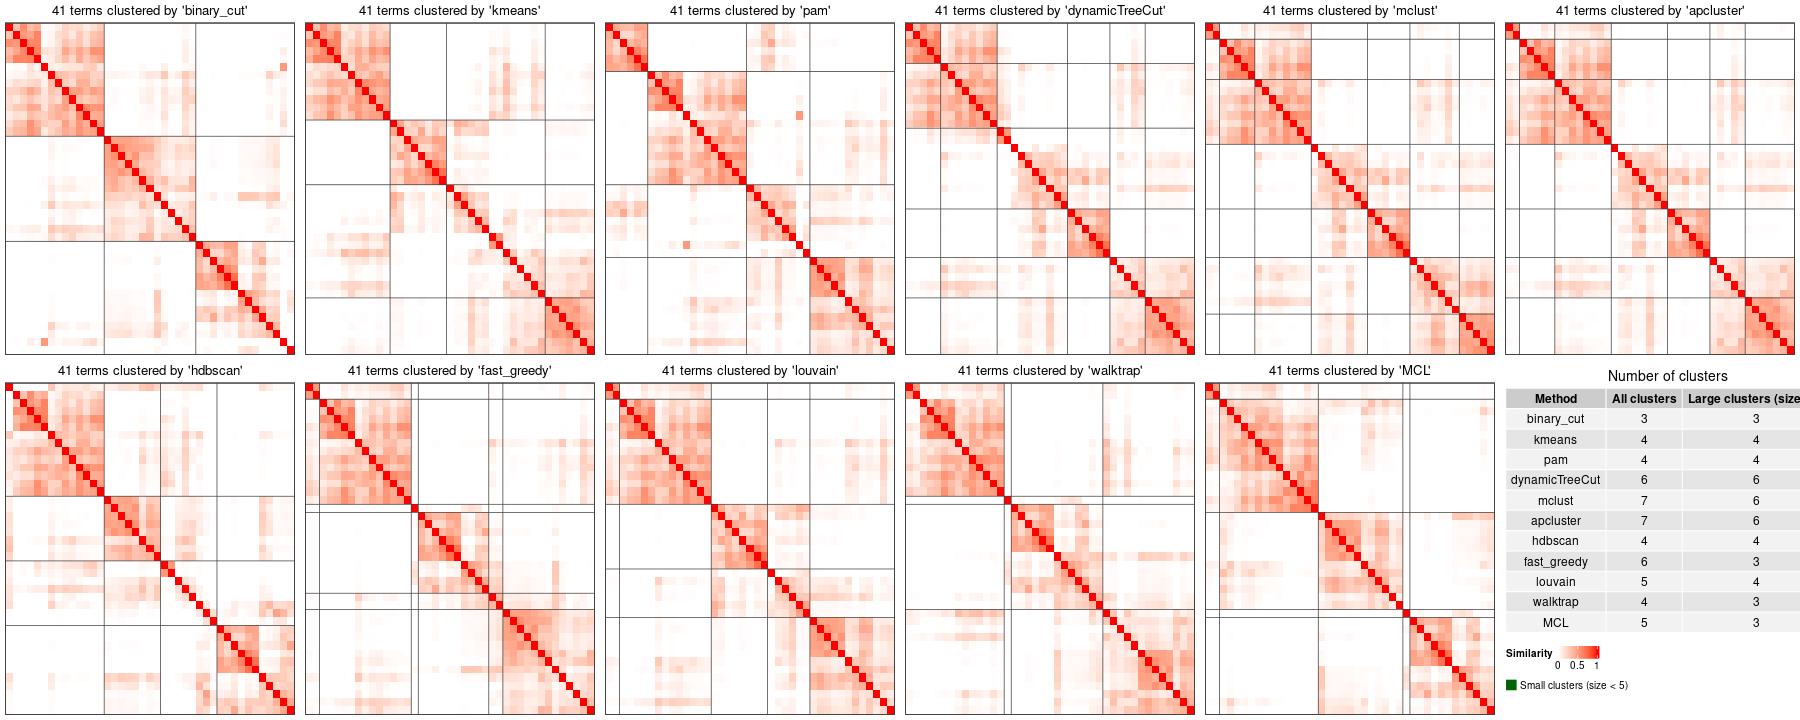 41 terms clustered by 'binary_cut'
41 terms clustered by 'kmeans'
41 terms clustered by 'pam'
41 terms clustered by 'dynamicTreeCut'
41 terms clustered by 'mclust'
41 terms clustered by 'apcluster'
41 terms clustered by 'hdbscan'
41 terms clustered by 'fast_greedy'
41 terms clustered by 'louvain'
41 terms clustered by 'walktrap'
41 terms clustered by 'MCL'
Number of clusters
Method All clusters Large clusters (size
binary_cut 3 3
kmeans 4 4
pam 4 4
dynamicTreeCut 6 6
mclust 7 6
apcluster 7 6
hdbscan 4 4
fast_greedy 6 3
louvain 5 4
walktrap 4 3
MCL 5 3
Similarity
0 0.5 1
Small clusters (size < 5)